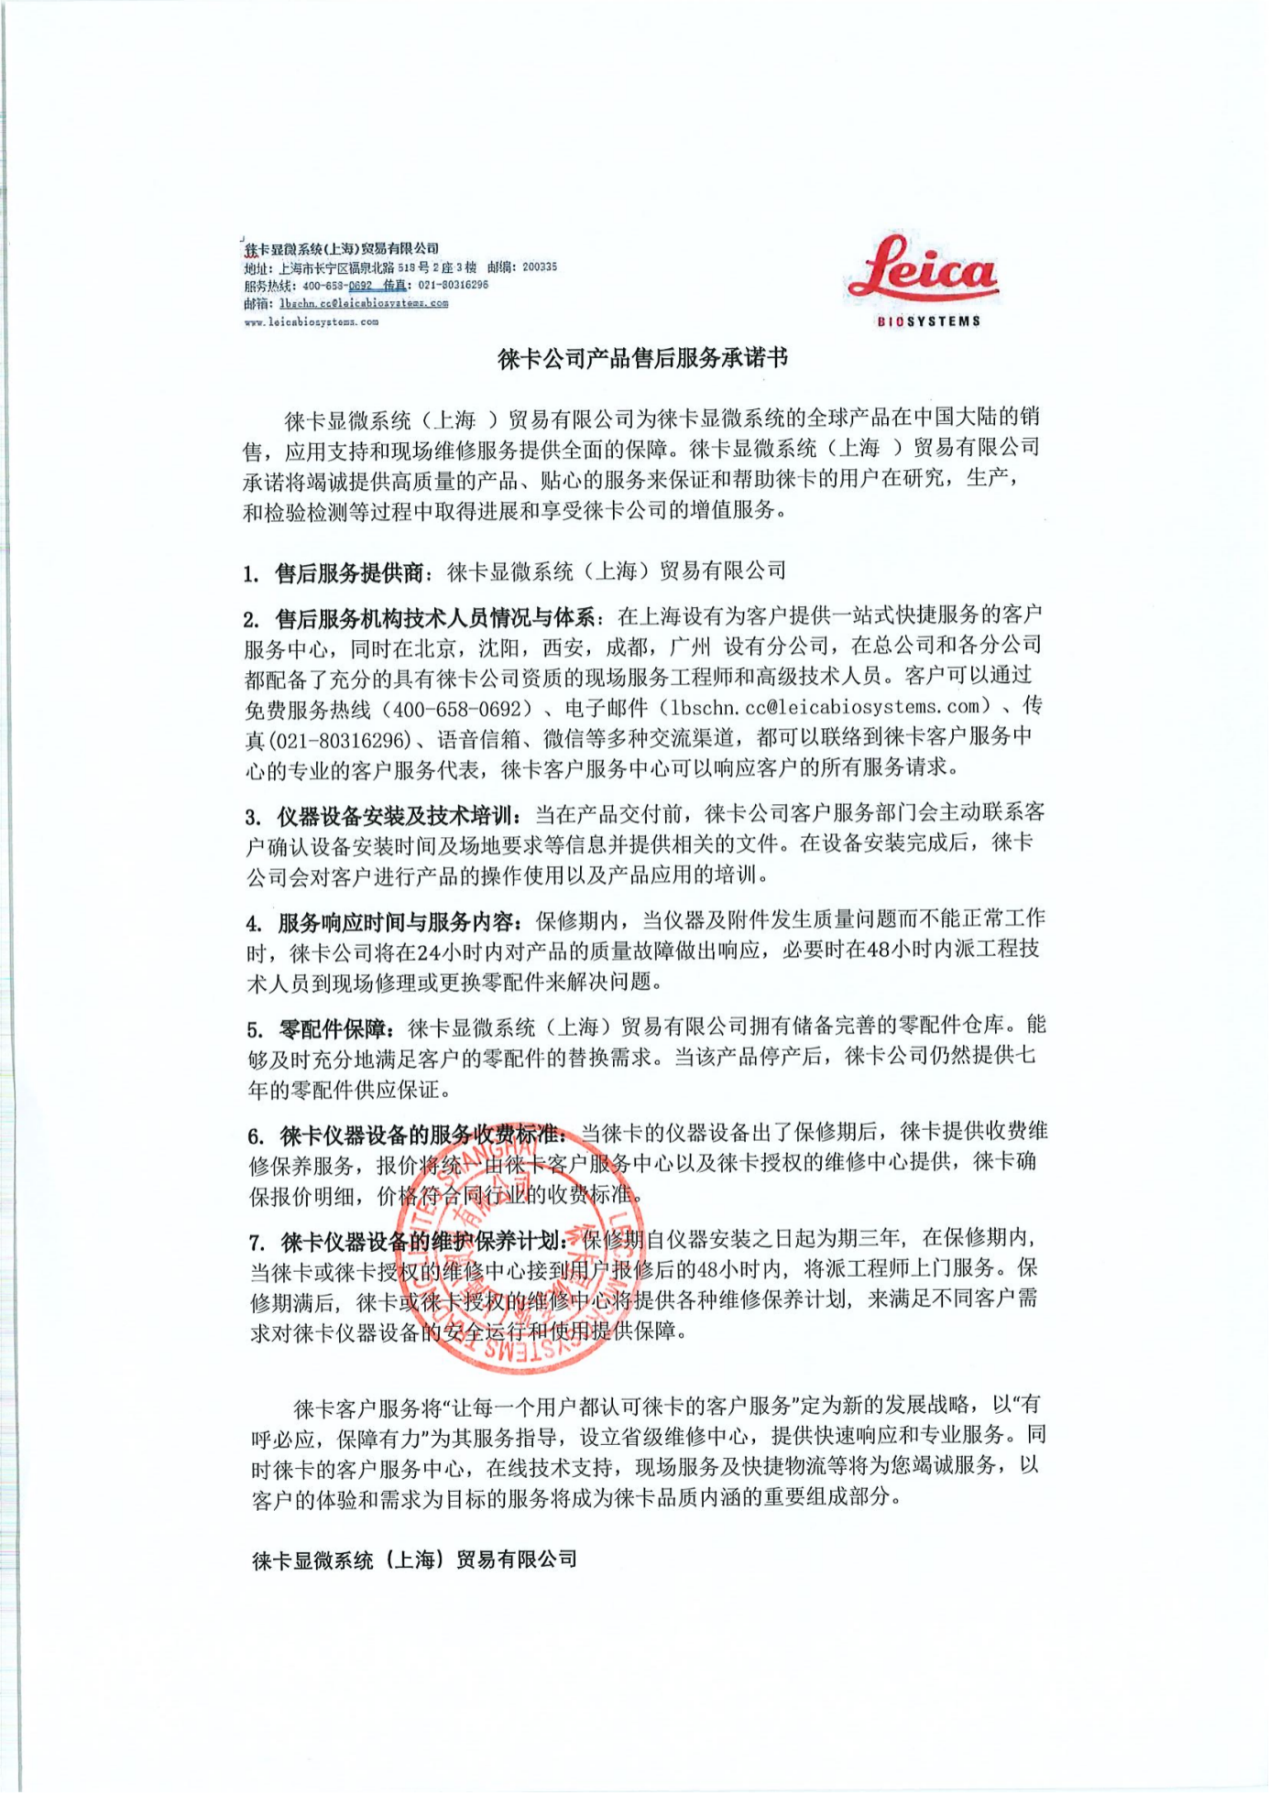 徕卡显微系统(上海)贸易有限公司
地址：上海市长宁区福泉北路 518 号 2 座 3 楼 邮编：200335
服务热线：400-658-0692 传真：021-80316296
邮箱：lbschn.cc@leicabiosystems.com
www.leicabiosystems.com
Leica
BIOSYSTEMS
徕卡公司产品售后服务承诺书
徕卡显微系统（上海 ）贸易有限公司为徕卡显微系统的全球产品在中国大陆的销
售，应用支持和现场维修服务提供全面的保障。徕卡显微系统（上海 ）贸易有限公司
承诺将竭诚提供高质量的产品、贴心的服务来保证和帮助徕卡的用户在研究，生产，
和检验检测等过程中取得进展和享受徕卡公司的增值服务。
1. 售后服务提供商：徕卡显微系统（上海）贸易有限公司
2. 售后服务机构技术人员情况与体系：在上海设有为客户提供一站式快捷服务的客户
服务中心，同时在北京，沈阳，西安，成都，广州 设有分公司，在总公司和各分公司
都配备了充分的具有徕卡公司资质的现场服务工程师和高级技术人员。客户可以通过
免费服务热线（400-658-0692）、电子邮件（lbschn.cc@leicabiosystems.com）、传
真(021-80316296)、语音信箱、微信等多种交流渠道，都可以联络到徕卡客户服务中
心的专业的客户服务代表，徕卡客户服务中心可以响应客户的所有服务请求。
3. 仪器设备安装及技术培训：当在产品交付前，徕卡公司客户服务部门会主动联系客
户确认设备安装时间及场地要求等信息并提供相关的文件。在设备安装完成后，徕卡
公司会对客户进行产品的操作使用以及产品应用的培训。
4. 服务响应时间与服务内容：保修期内，当仪器及附件发生质量问题而不能正常工作
时，徕卡公司将在24小时内对产品的质量故障做出响应，必要时在48小时内派工程技
术人员到现场修理或更换零配件来解决问题。
5. 零配件保障：徕卡显微系统（上海）贸易有限公司拥有储备完善的零配件仓库。能
够及时充分地满足客户的零配件的替换需求。当该产品停产后，徕卡公司仍然提供七
年的零配件供应保证。
6. 徕卡仪器设备的服务收费标准：当徕卡的仪器设备出了保修期后，徕卡提供收费维
修保养服务，报价将统一由徕卡客户服务中心以及徕卡授权的维修中心提供，徕卡确
保报价明细，价格符合同行业的收费标准。
7. 徕卡仪器设备的维护保养计划：保修期自仪器安装之日起为期三年，在保修期内，
当徕卡或徕卡授权的维修中心接到用户报修后的48小时内，将派工程师上门服务。保
修期满后，徕卡或徕卡授权的维修中心将提供各种维修保养计划，来满足不同客户需
求对徕卡仪器设备的安全运行和使用提供保障。
LEICA MICROSYSTEMS TRADING LIMITED SHANGHAI
徕卡显微系统(上海)贸易有限公司
徕卡客户服务将“让每一个用户都认可徕卡的客户服务”定为新的发展战略，以“有
呼必应，保障有力”为其服务指导，设立省级维修中心，提供快速响应和专业服务。同
时徕卡的客户服务中心，在线技术支持，现场服务及快捷物流等将为您竭诚服务，以
客户的体验和需求为目标的服务将成为徕卡品质内涵的重要组成部分。
徕卡显微系统（上海）贸易有限公司